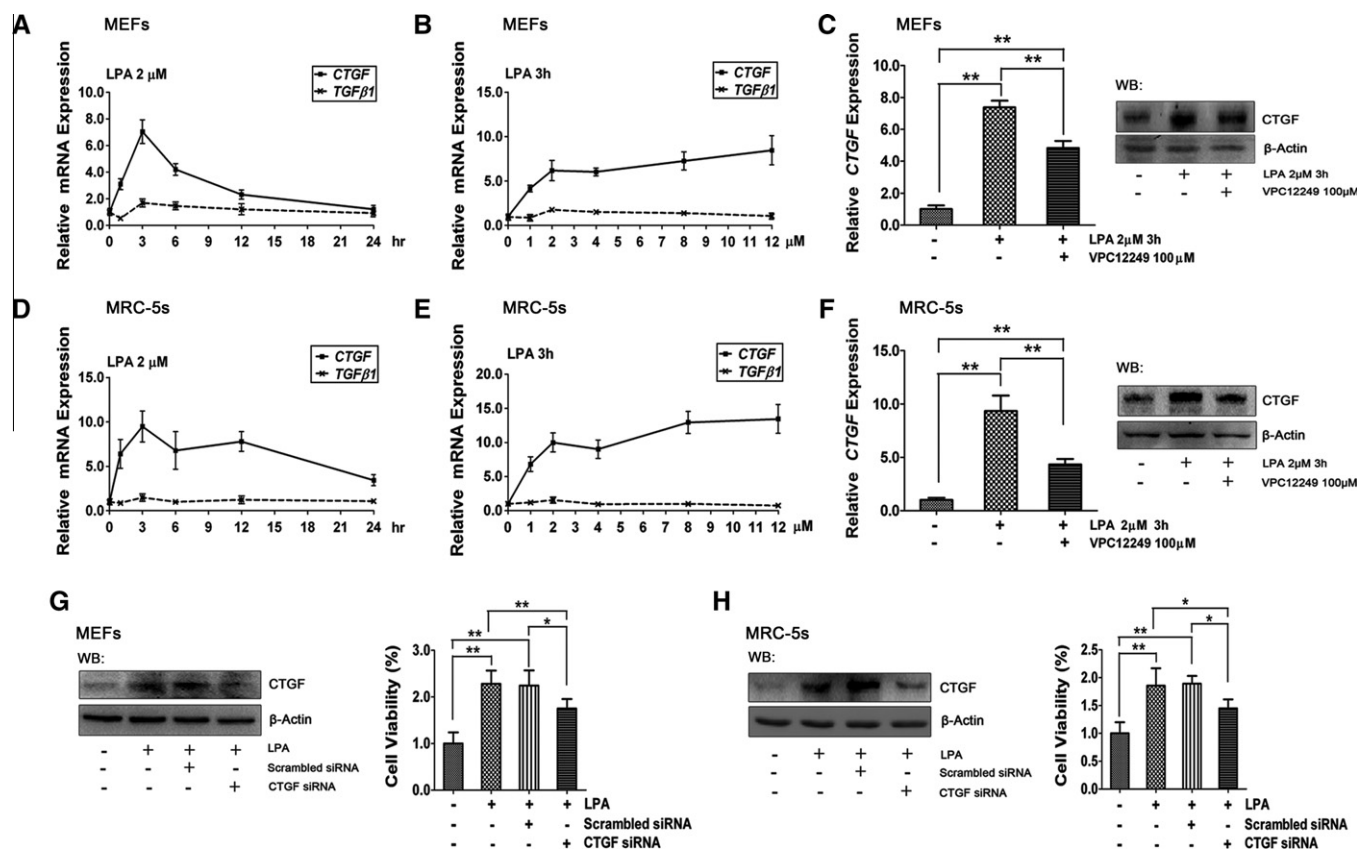 A
MEFs
LPA 2 μM
CTGF
TGFβ1
Relative mRNA Expression
10.0
8.0
6.0
4.0
2.0
0.0
0 3 6 9 12 15 18 21 24 hr
B
MEFs
LPA 3h
CTGF
TGFβ1
Relative mRNA Expression
15.0
10.0
5.0
0.0
0 1 2 3 4 5 6 7 8 9 10 11 12 μM
C
MEFs
Relative CTGF Expression
10.0
8.0
6.0
4.0
2.0
0.0
**
** **
- + + LPA 2μM 3h
- - + VPC12249 100μM
WB:
CTGF
β-Actin
- + + LPA 2μM 3h
- - + VPC12249 100μM
D
MRC-5s
LPA 2 μM
CTGF
TGFβ1
Relative mRNA Expression
15.0
10.0
5.0
0.0
0 3 6 9 12 15 18 21 24 hr
E
MRC-5s
LPA 3h
CTGF
TGFβ1
Relative mRNA Expression
20.0
15.0
10.0
5.0
0.0
0 1 2 3 4 5 6 7 8 9 10 11 12 μM
F
MRC-5s
Relative CTGF Expression
15.0
10.0
5.0
0.0
**
** **
- + + LPA 2μM 3h
- - + VPC12249 100μM
WB:
CTGF
β-Actin
- + + LPA 2μM 3h
- - + VPC12249 100μM
G
MEFs
WB:
CTGF
β-Actin
- + + + LPA
- - + - Scrambled siRNA
- - - + CTGF siRNA
Cell Viability (%)
3.0
2.0
1.0
0.0
**
** *
**
- + + + LPA
- - + - Scrambled siRNA
- - - + CTGF siRNA
H
MRC-5s
WB:
CTGF
β-Actin
- + + + LPA
- - + - Scrambled siRNA
- - - + CTGF siRNA
Cell Viability (%)
2.5
2.0
1.5
1.0
0.5
0.0
*
** *
**
- + + + LPA
- - + - Scrambled siRNA
- - - + CTGF siRNA